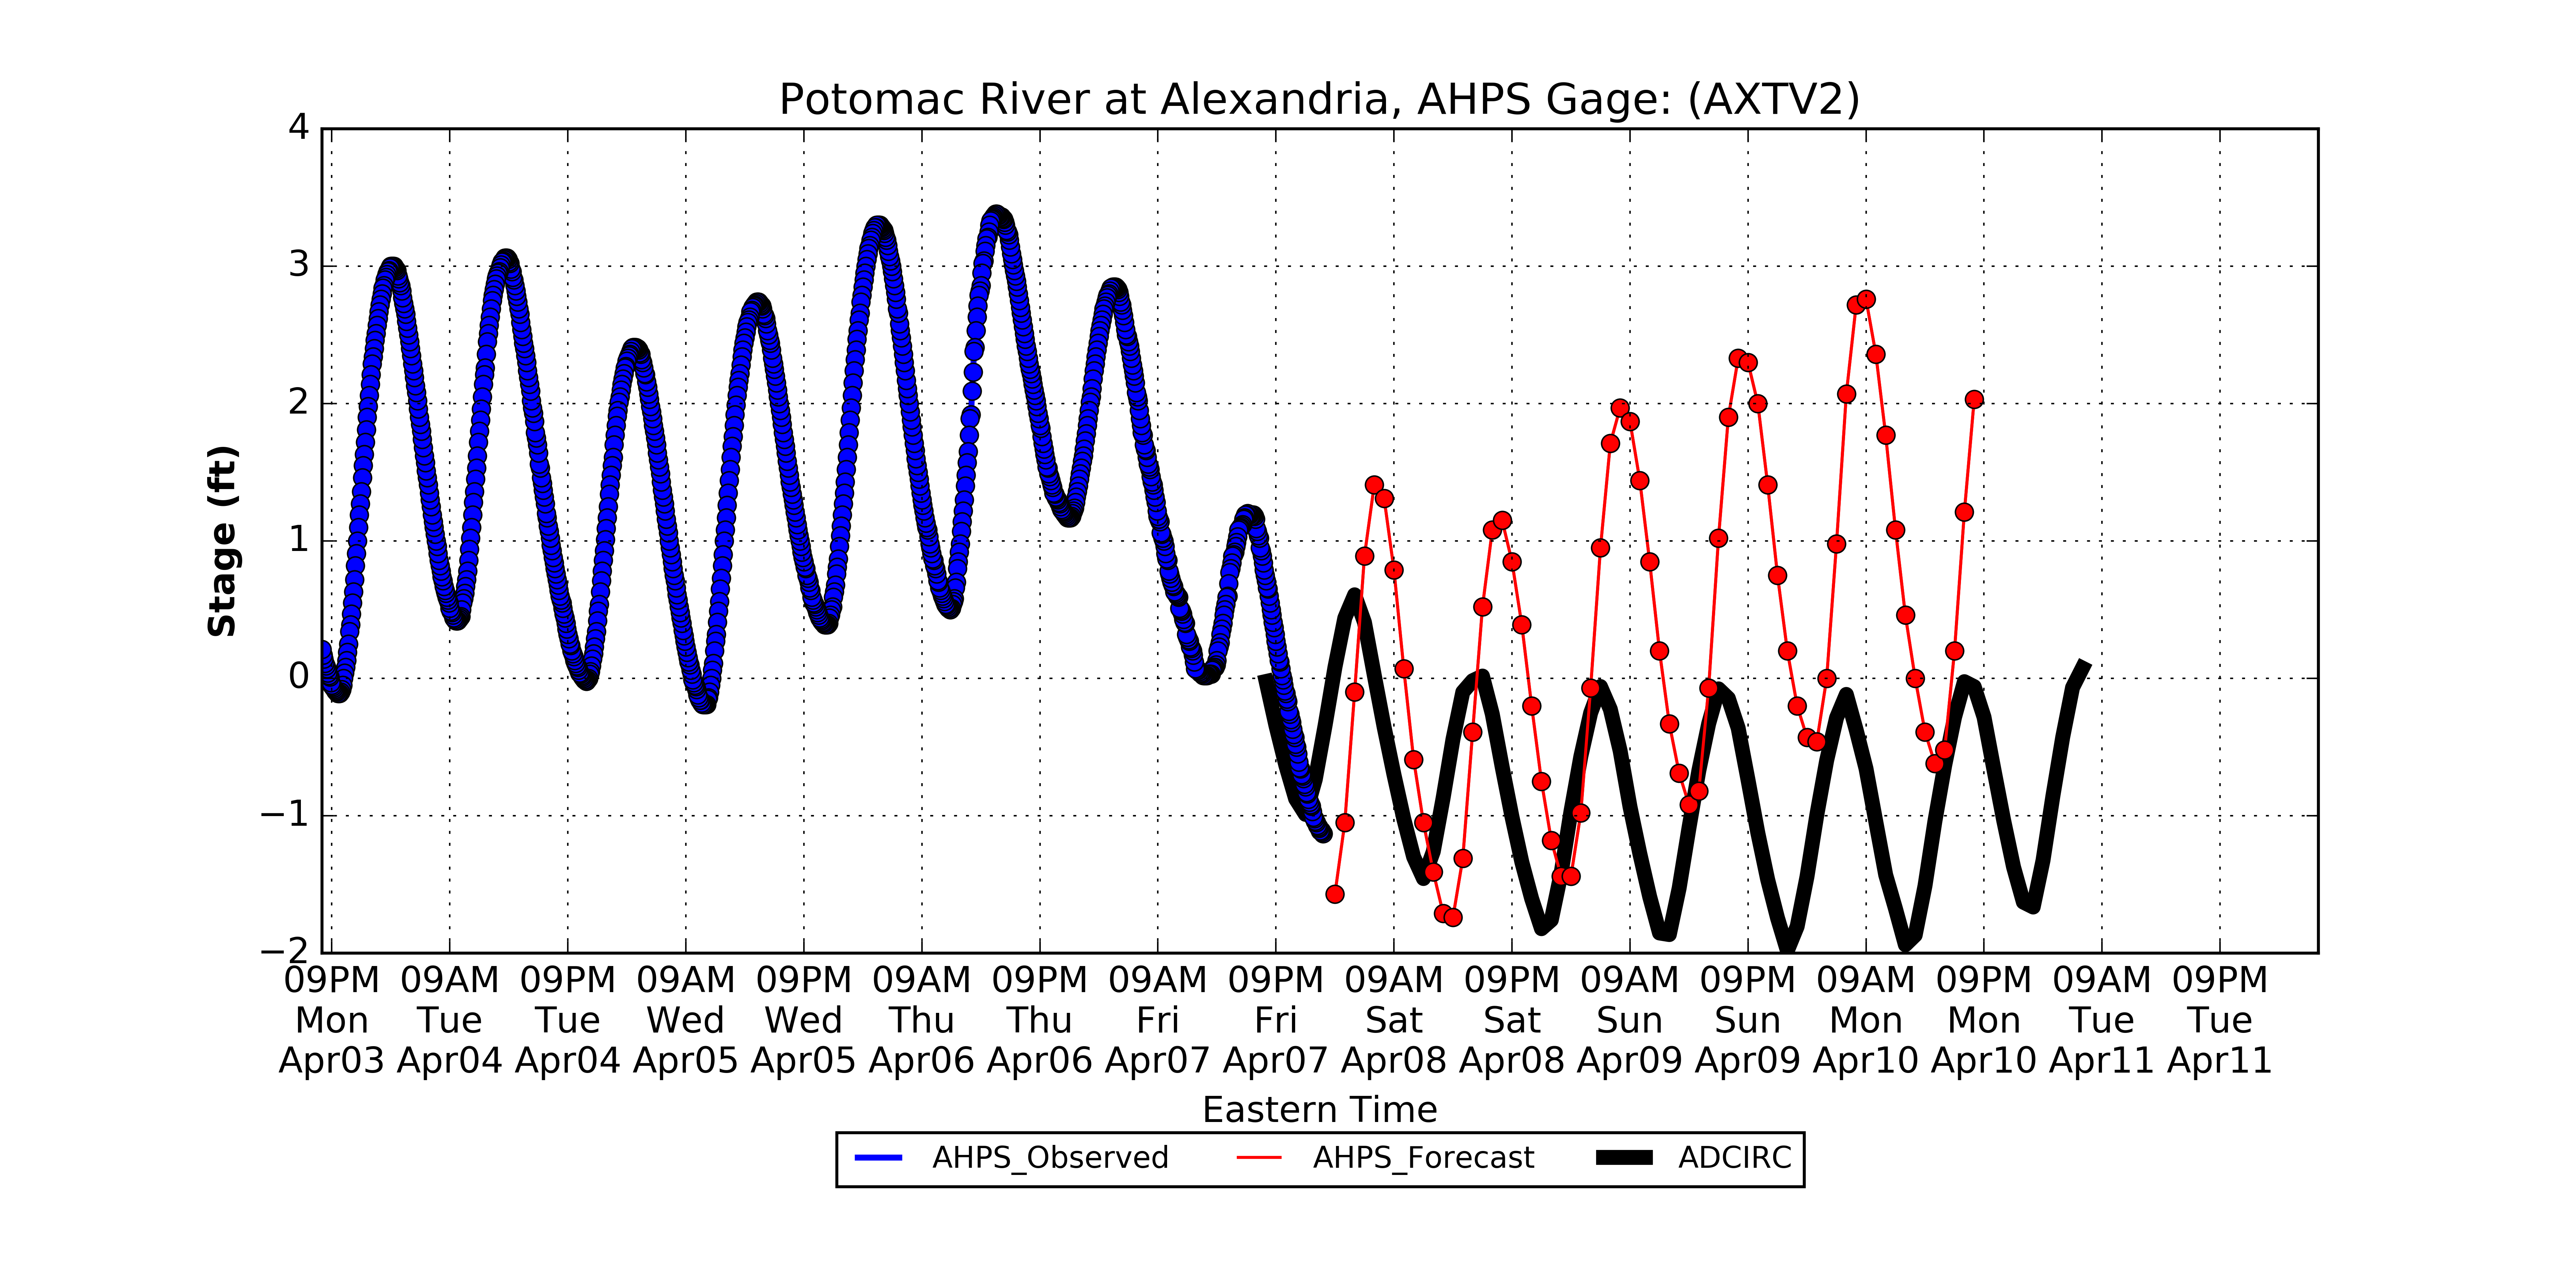 Potomac River at Alexandria, AHPS Gage: (AXTV2)
4
3
2
1
0
−1
−2
Stage (ft)
09PM 09AM 09PM 09AM 09PM 09AM 09PM 09AM 09PM 09AM 09PM 09AM 09PM 09AM 09PM 09AM 09PM
Mon Tue Tue Wed Wed Thu Thu Fri Fri Sat Sat Sun Sun Mon Mon Tue Tue
Apr03 Apr04 Apr04 Apr05 Apr05 Apr06 Apr06 Apr07 Apr07 Apr08 Apr08 Apr09 Apr09 Apr10 Apr10 Apr11 Apr11
Eastern Time
AHPS_Observed AHPS_Forecast ADCIRC